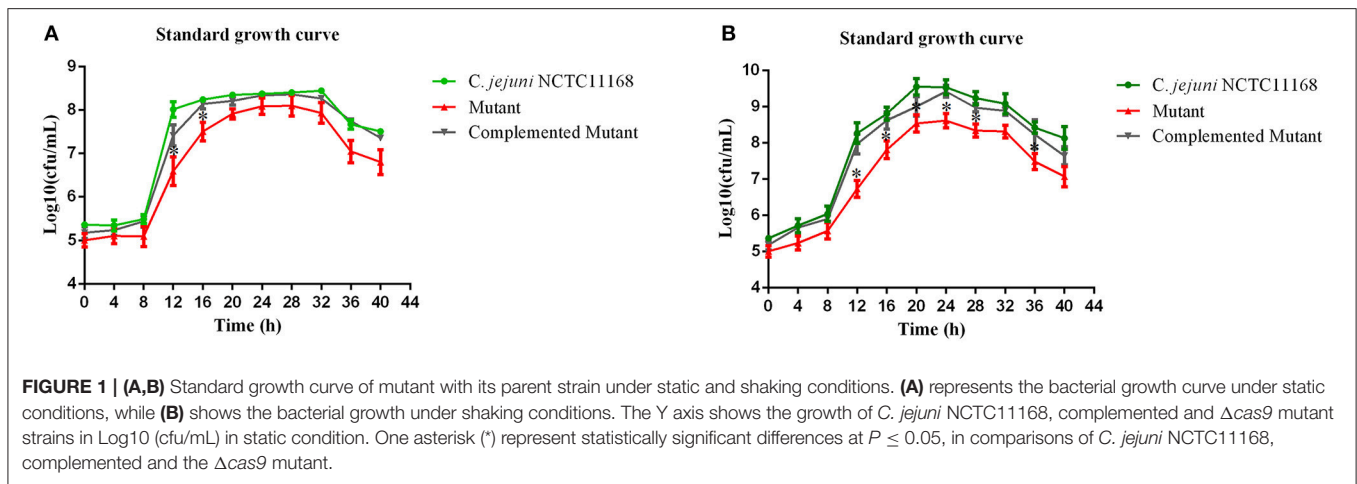 A
Standard growth curve
Log10(cfu/mL)
9
8
7
6
5
4
0 4 8 12 16 20 24 28 32 36 40 44
Time (h)
* *
C. jejuni NCTC11168
Mutant
Complemented Mutant
B
Standard growth curve
Log10(cfu/mL)
10
9
8
7
6
5
4
0 4 8 12 16 20 24 28 32 36 40 44
Time (h)
* * * * * *
C. jejuni NCTC11168
Mutant
Complemented Mutant
FIGURE 1 | (A,B) Standard growth curve of mutant with its parent strain under static and shaking conditions. (A) represents the bacterial growth curve under static
conditions, while (B) shows the bacterial growth under shaking conditions. The Y axis shows the growth of C. jejuni NCTC11168, complemented and Δcas9 mutant
strains in Log10 (cfu/mL) in static condition. One asterisk (*) represent statistically significant differences at P ≤ 0.05, in comparisons of C. jejuni NCTC11168,
complemented and the Δcas9 mutant.